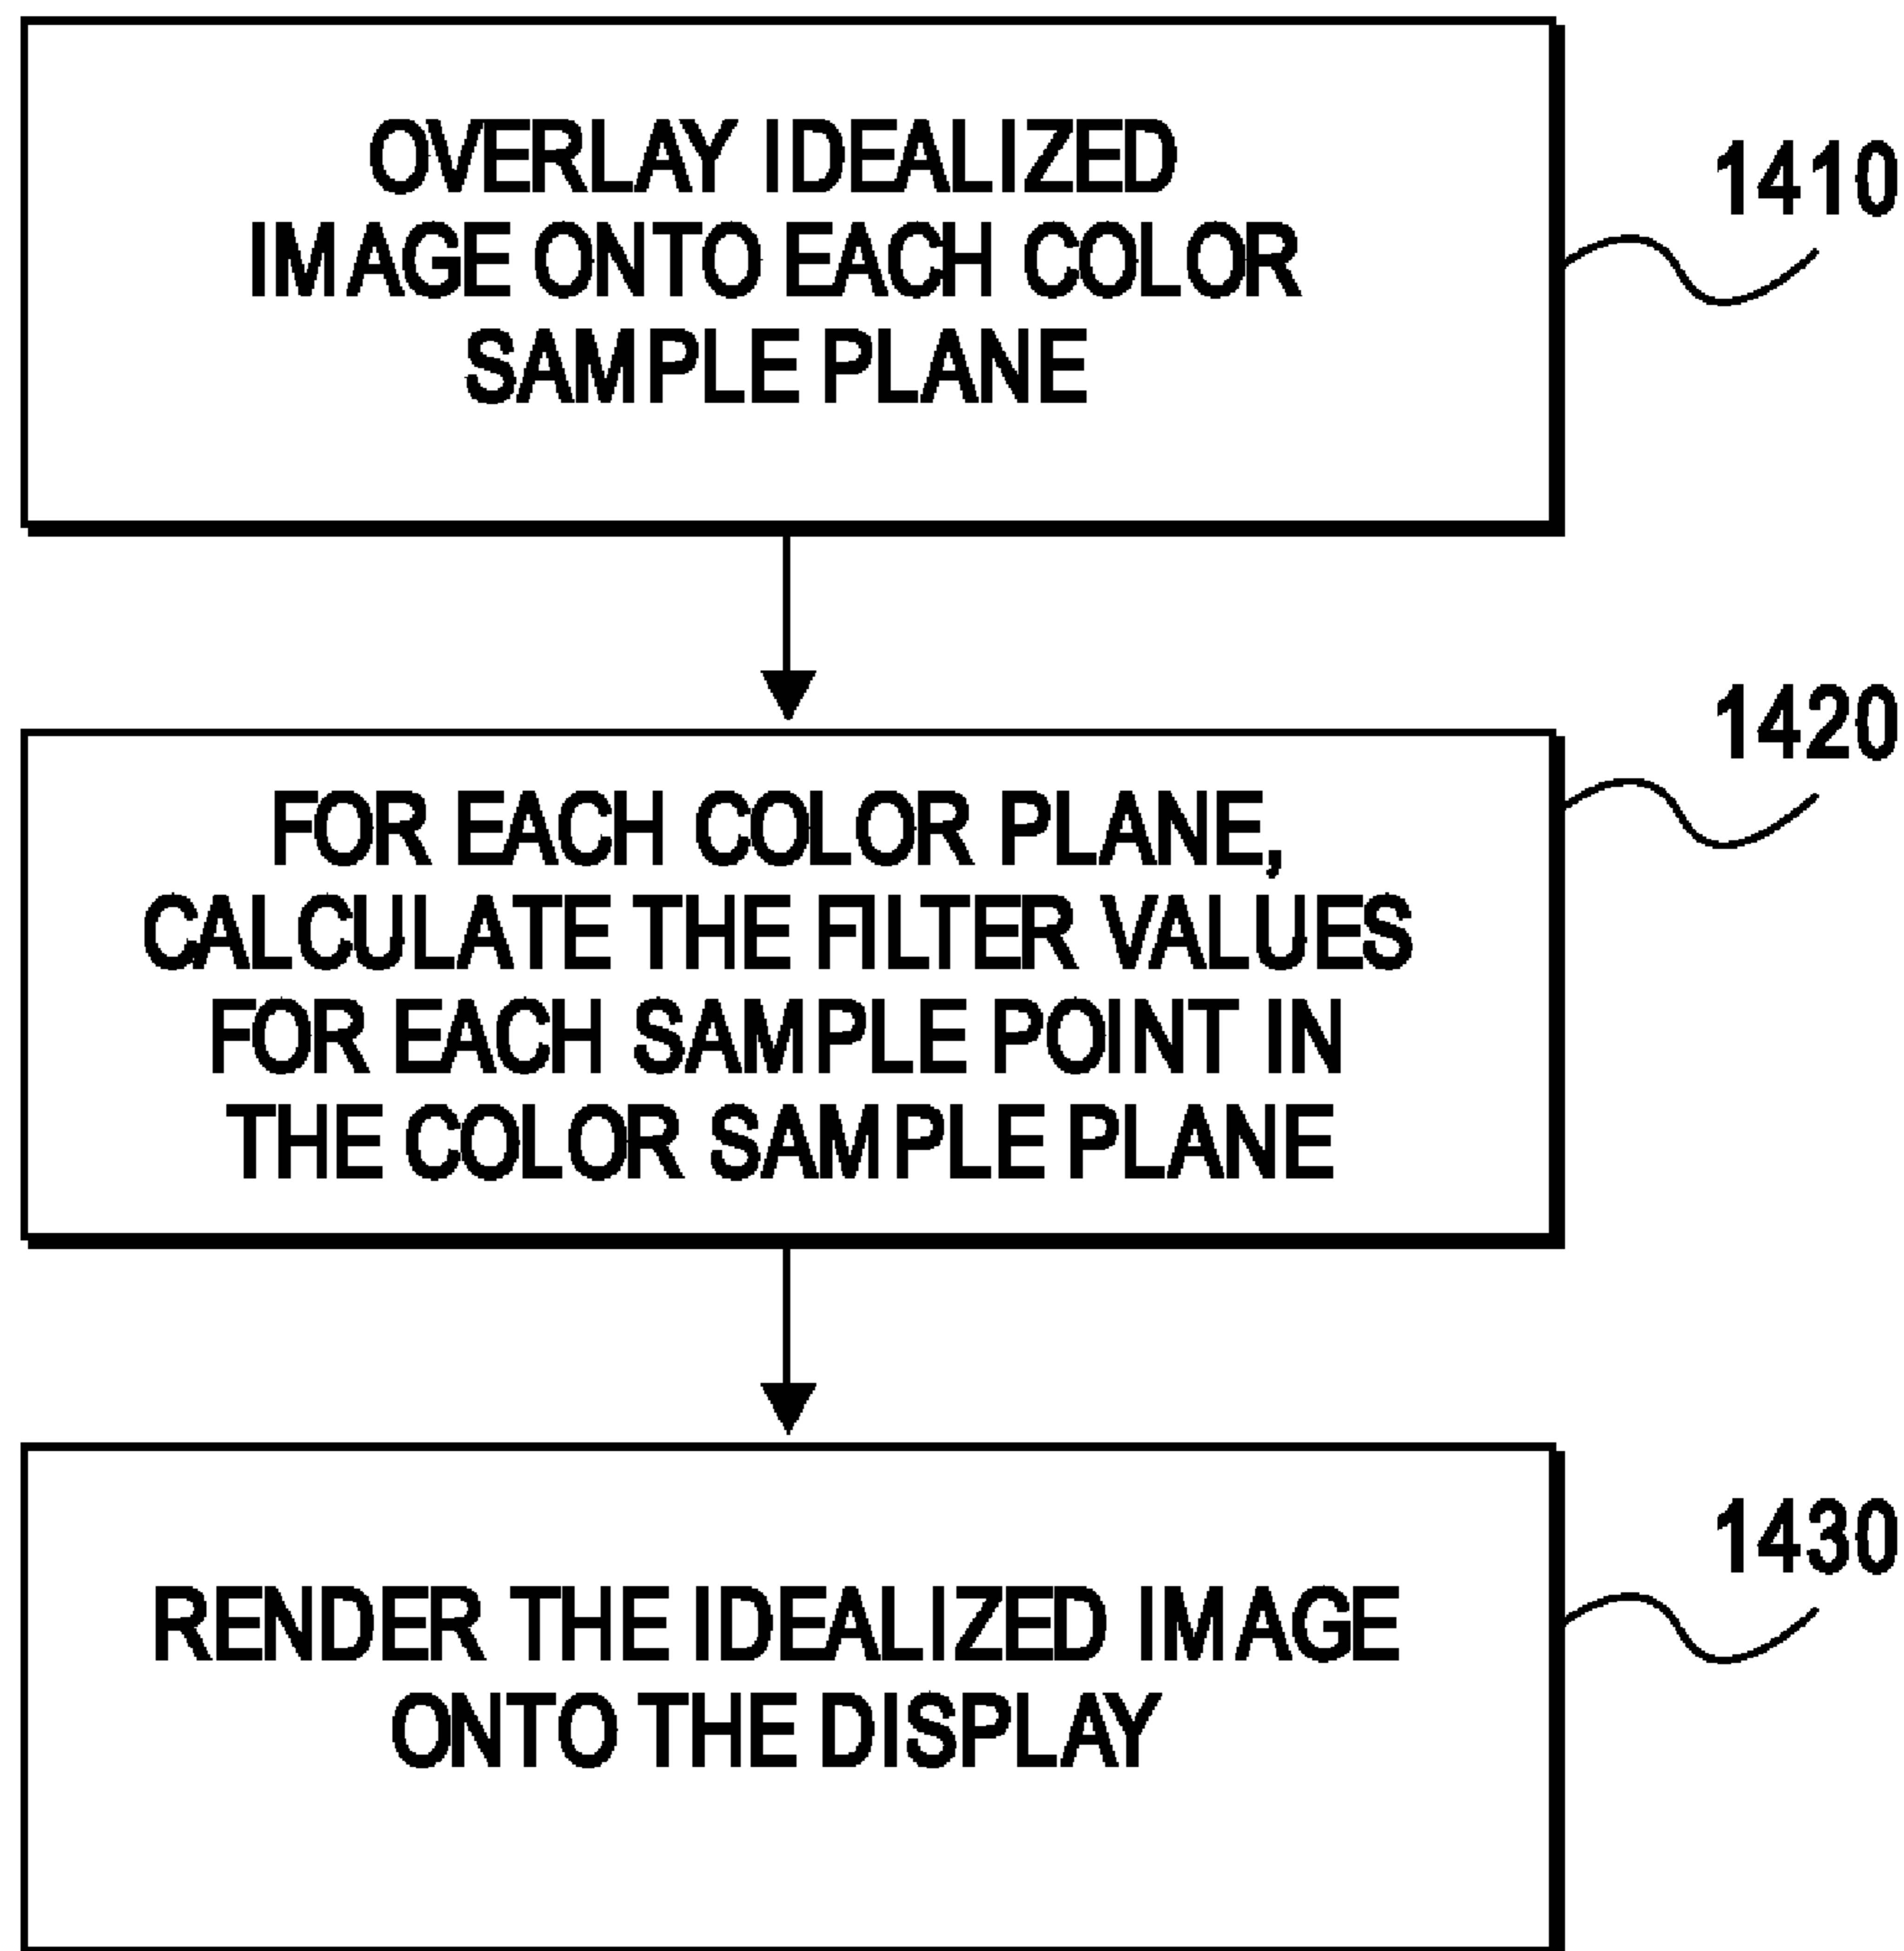 OVERLAY IDEALIZED
IMAGE ONTO EACH COLOR
SAMPLE PLANE
1410
FOR EACH COLOR PLANE,
CALCULATE THE FILTER VALUES
FOR EACH SAMPLE POINT IN
THE COLOR SAMPLE PLANE
1420
RENDER THE IDEALIZED IMAGE
ONTO THE DISPLAY
1430